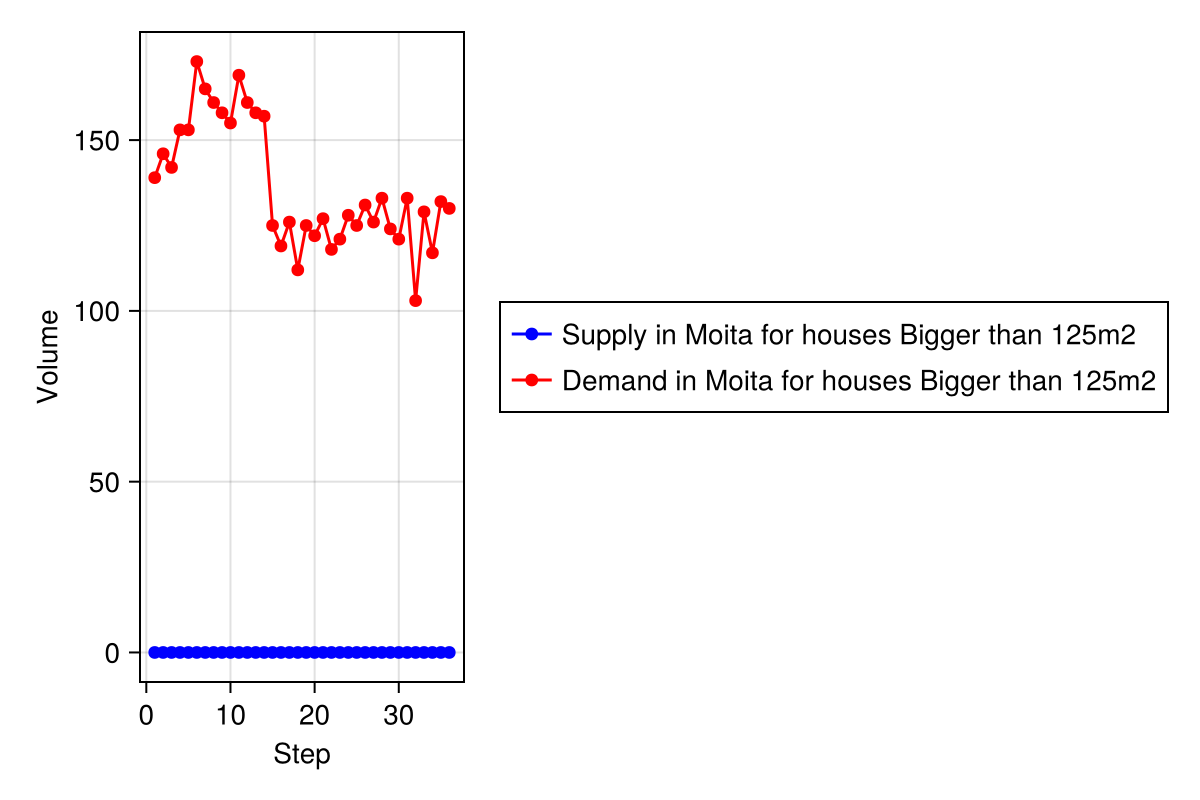 150
100
50
0
Volume
0 10 20 30
Step
Supply in Moita for houses Bigger than 125m2
Demand in Moita for houses Bigger than 125m2